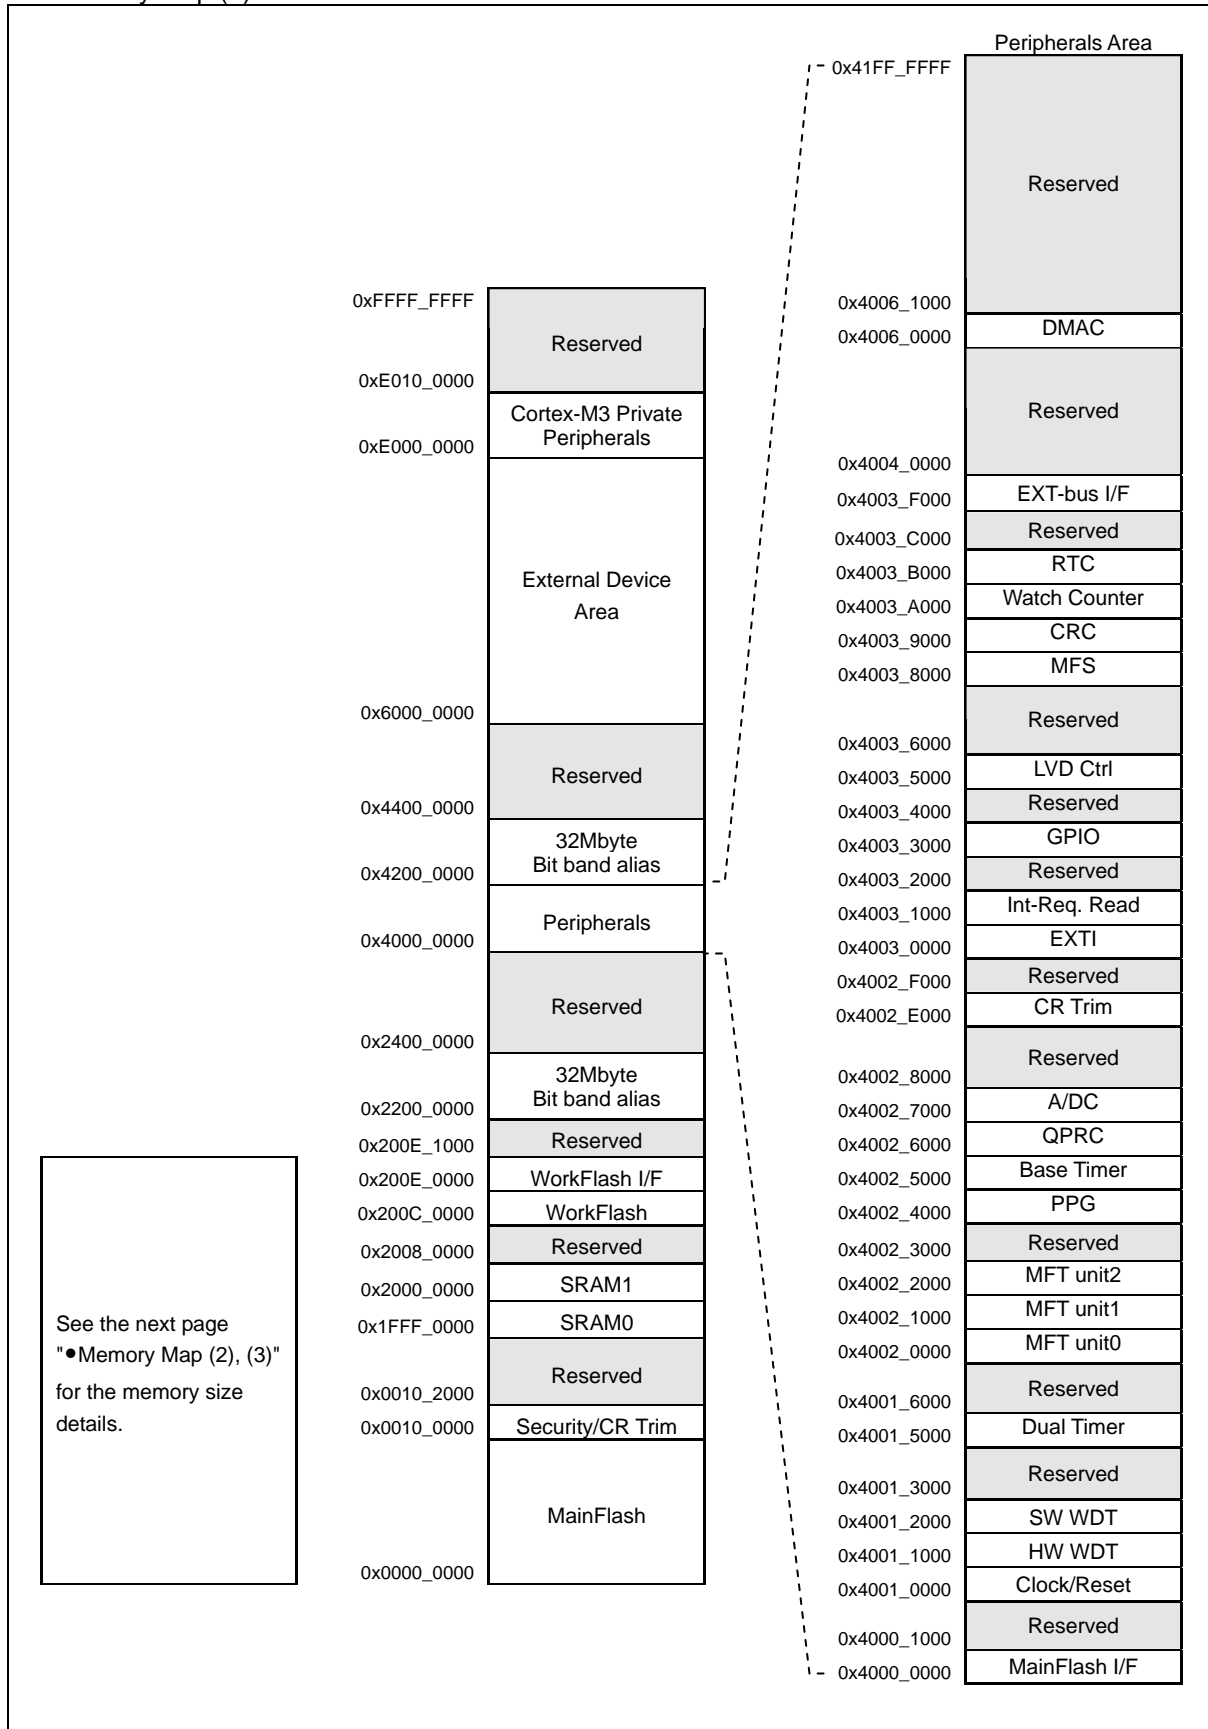 Peripherals Area
0x41FF_FFFF
Reserved
0x4006_1000
DMAC
0x4006_0000
Reserved
0x4004_0000
EXT-bus I/F
0x4003_F000
Reserved
0x4003_C000
RTC
0x4003_B000
Watch Counter
0x4003_A000
CRC
0x4003_9000
MFS
0x4003_8000
Reserved
0x4003_6000
LVD Ctrl
0x4003_5000
Reserved
0x4003_4000
GPIO
0x4003_3000
Reserved
0x4003_2000
Int-Req. Read
0x4003_1000
EXTI
0x4003_0000
Reserved
0x4002_F000
CR Trim
0x4002_E000
Reserved
0x4002_8000
A/DC
0x4002_7000
QPRC
0x4002_6000
Base Timer
0x4002_5000
PPG
0x4002_4000
Reserved
0x4002_3000
MFT unit2
0x4002_2000
MFT unit1
0x4002_1000
MFT unit0
0x4002_0000
Reserved
0x4001_6000
Dual Timer
0x4001_5000
Reserved
0x4001_3000
SW WDT
0x4001_2000
HW WDT
0x4001_1000
Clock/Reset
0x4001_0000
Reserved
0x4000_1000
MainFlash I/F
0x4000_0000
0xFFFF_FFFF
Reserved
0xE010_0000
Cortex-M3 Private
Peripherals
0xE000_0000
External Device
Area
0x6000_0000
Reserved
0x4400_0000
32Mbyte
Bit band alias
0x4200_0000
Peripherals
0x4000_0000
Reserved
0x2400_0000
32Mbyte
Bit band alias
0x2200_0000
Reserved
0x200E_1000
WorkFlash I/F
0x200E_0000
WorkFlash
0x200C_0000
Reserved
0x2008_0000
SRAM1
0x2000_0000
SRAM0
0x1FFF_0000
Reserved
0x0010_2000
Security/CR Trim
0x0010_0000
MainFlash
0x0000_0000
See the next page
"●Memory Map (2), (3)"
for the memory size
details.